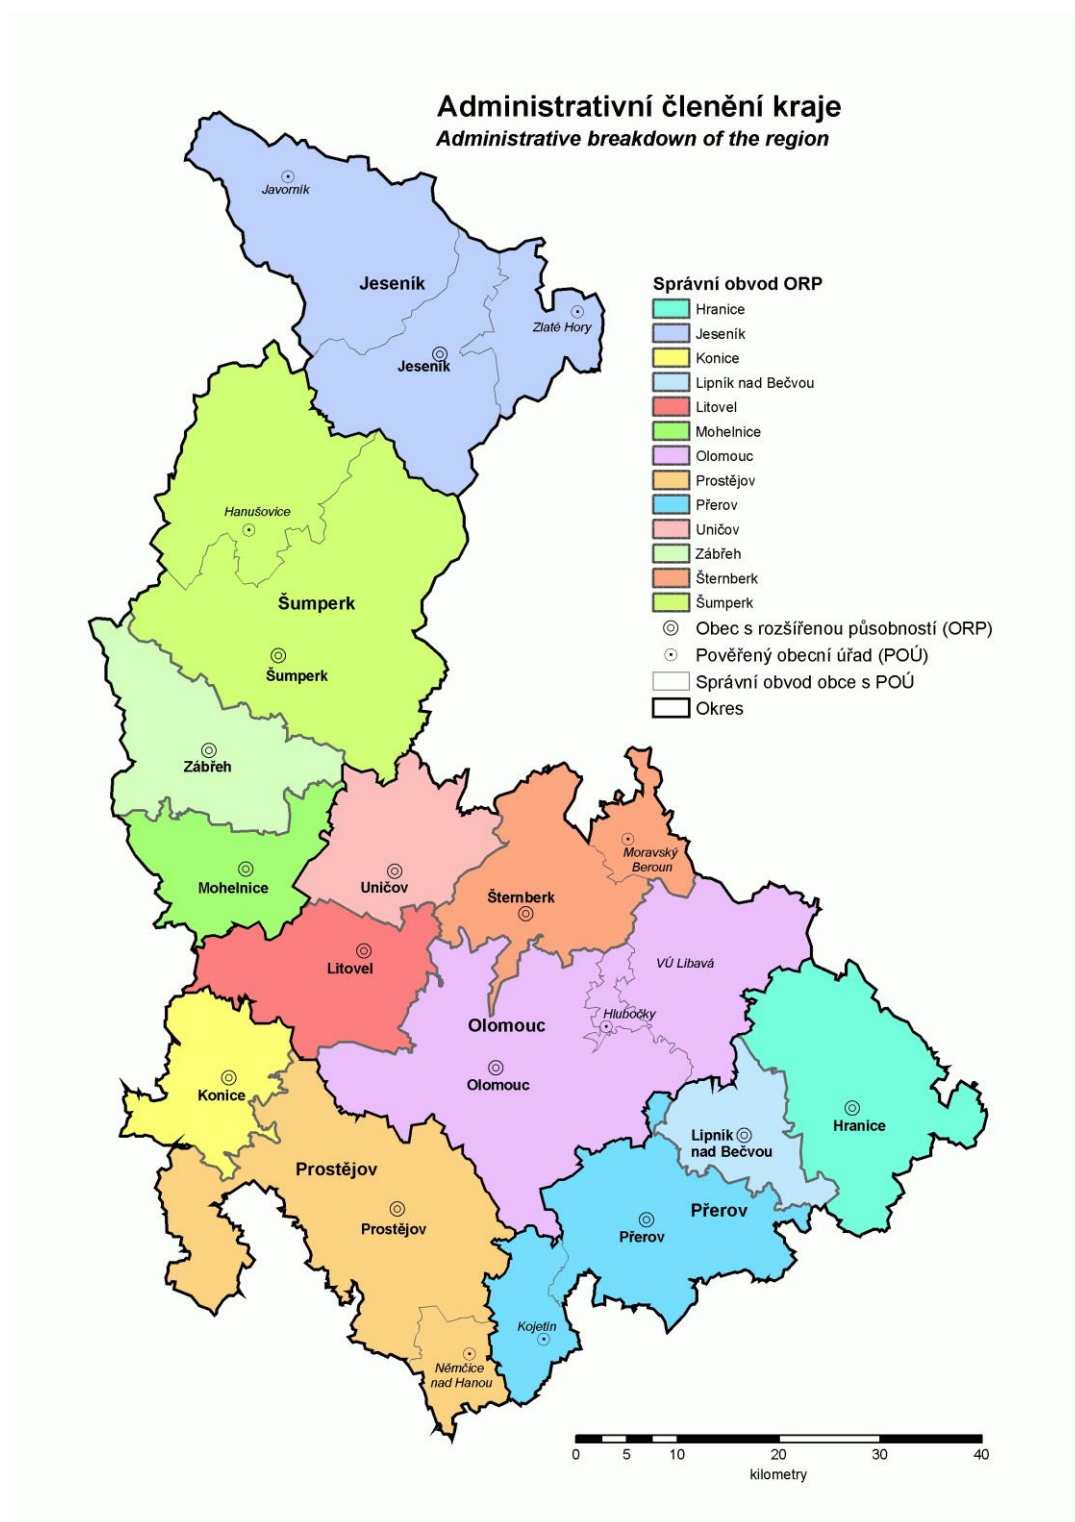 Administrativní členění kraje
Administrative breakdown of the region
Javorník
Jeseník
Zlaté Hory
Jeseník
Správní obvod ORP
Hranice
Jeseník
Konice
Lipník nad Bečvou
Litovel
Mohelnice
Olomouc
Prostějov
Přerov
Uničov
Zábřeh
Šternberk
Šumperk
Obec s rozšířenou působností (ORP)
Pověřený obecní úřad (POÚ)
Správní obvod obce s POÚ
Okres
Hanušovice
Šumperk
Šumperk
Zábřeh
Mohelnice
Uničov
Šternberk
Moravský
Beroun
Litovel
VÚ Libavá
Hlubočky
Olomouc
Olomouc
Konice
Hranice
Lipník
nad Bečvou
Prostějov
Prostějov
Přerov
Přerov
Kojetín
Němčice
nad Hanou
0 5 10 20 30 40
kilometry